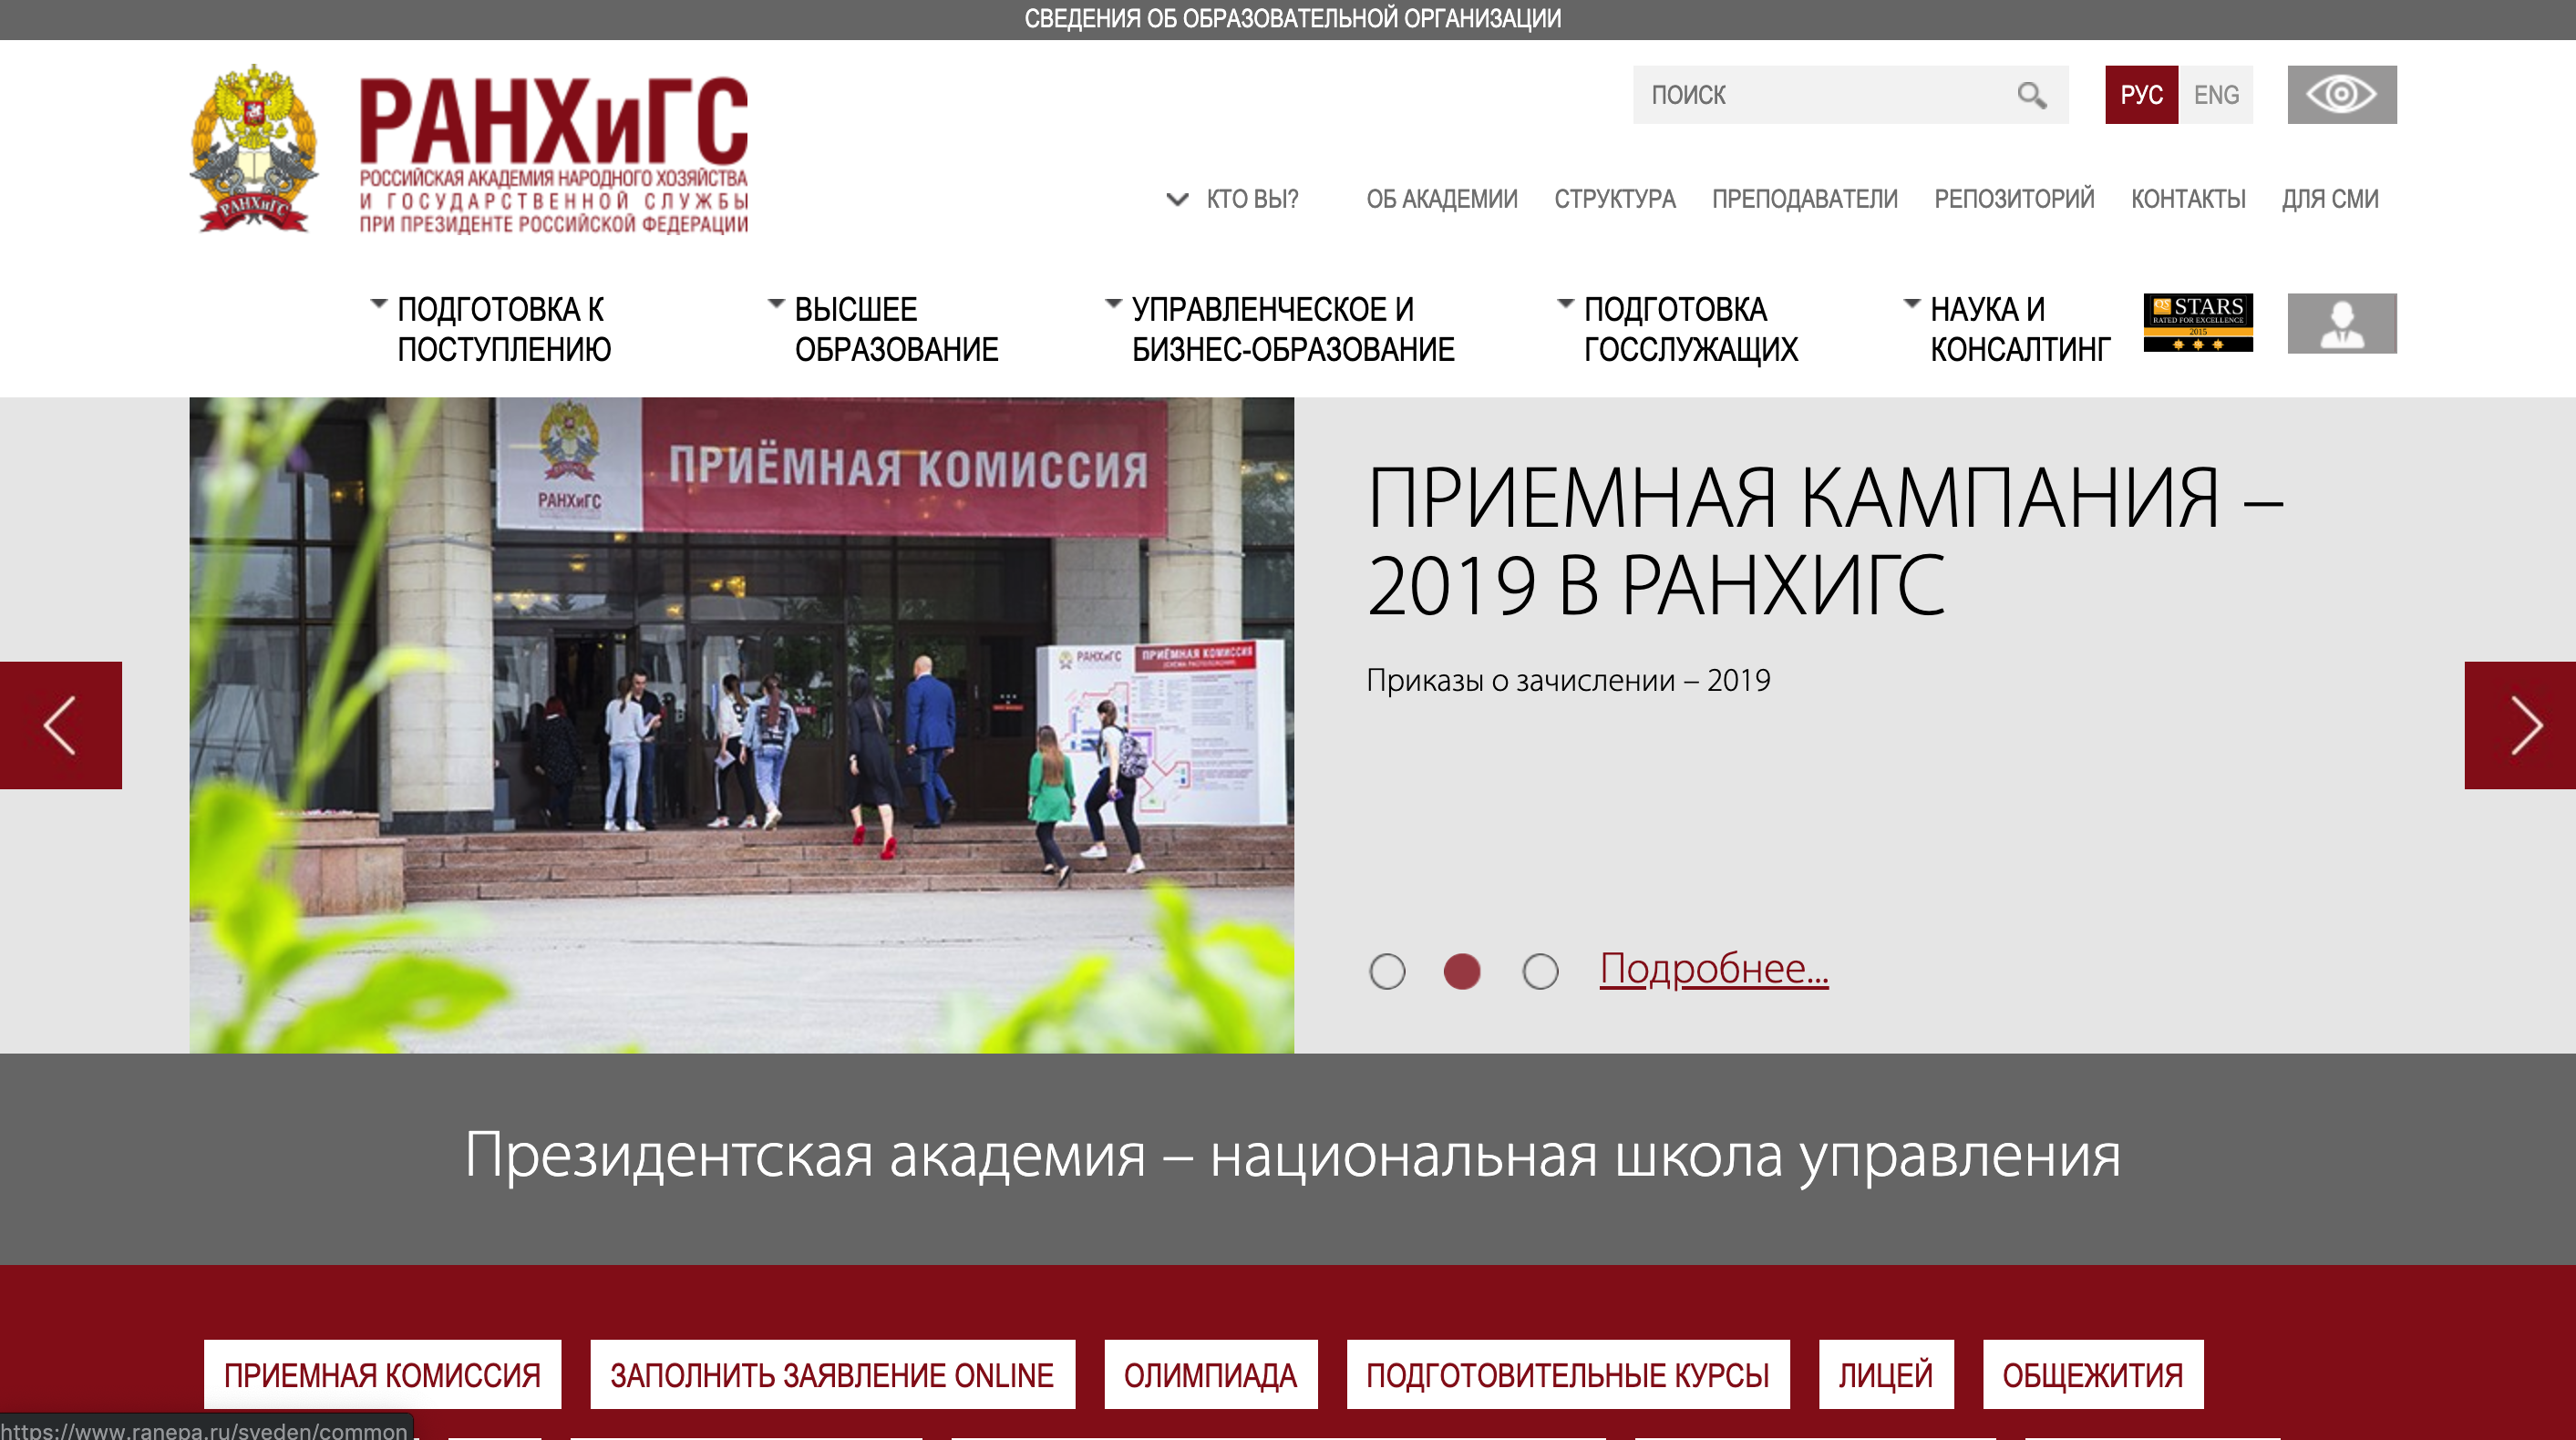 СВЕДЕНИЯ ОБ ОБРАЗОВАТЕЛЬНОЙ ОРГАНИЗАЦИИ
РАНХиГС
РОССИЙСКАЯ АКАДЕМИЯ НАРОДНОГО ХОЗЯЙСТВА
И ГОСУДАРСТВЕННОЙ СЛУЖБЫ
ПРИ ПРЕЗИДЕНТЕ РОССИЙСКОЙ ФЕДЕРАЦИИ
РАНХиГС
ПОИСК
РУС ENG
КТО ВЫ? ОБ АКАДЕМИИ СТРУКТУРА ПРЕПОДАВАТЕЛИ РЕПОЗИТОРИЙ КОНТАКТЫ ДЛЯ СМИ
ПОДГОТОВКА К
ПОСТУПЛЕНИЮ
ВЫСШЕЕ
ОБРАЗОВАНИЕ
УПРАВЛЕНЧЕСКОЕ И
БИЗНЕС-ОБРАЗОВАНИЕ
ПОДГОТОВКА
ГОССЛУЖАЩИХ
НАУКА И
КОНСАЛТИНГ
QS STARS
RATED FOR EXCELLENCE
2015
ПРИЁМНАЯ КОМИССИЯ
РАНХиГС
РАНХиГС
ПРИЁМНАЯ КОМИССИЯ
ПРИЕМНАЯ КАМПАНИЯ –
2019 В РАНХИГС
Приказы о зачислении – 2019
Подробнее...
Президентская академия – национальная школа управления
ПРИЕМНАЯ КОМИССИЯ ЗАПОЛНИТЬ ЗАЯВЛЕНИЕ ONLINE ОЛИМПИАДА ПОДГОТОВИТЕЛЬНЫЕ КУРСЫ ЛИЦЕЙ ОБЩЕЖИТИЯ
https://www.ranepa.ru/sveden/common